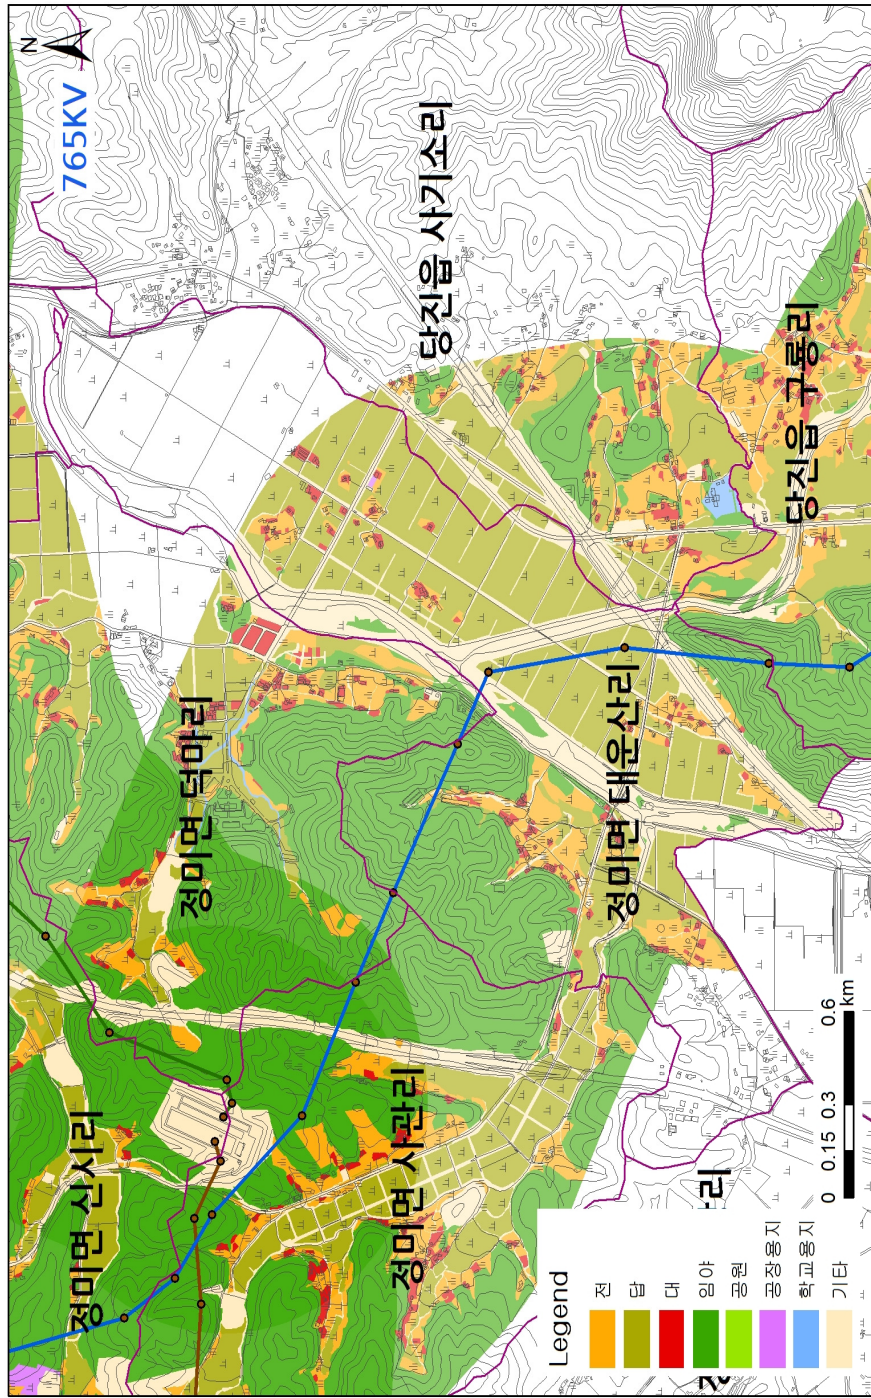 765KV
N
당진읍 사기소리
당진읍 구룡리
정미면 덕마리
정미면 대운산리
정미면 신시리
정미면 사관리
리
Legend
전
답
대
임야
공원
공장용지
학교용지
기타
0 0.15 0.3 0.6
km